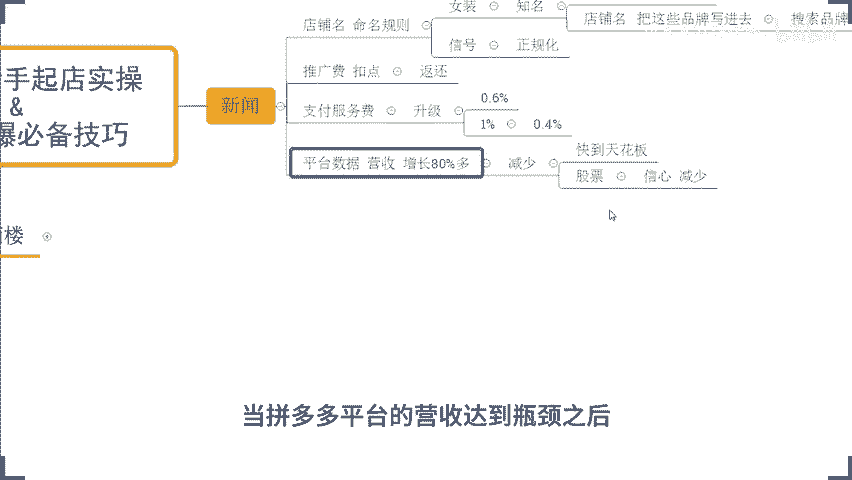 女装 知名
店铺名 把这些品牌写进去 搜索品牌
店铺名 命名规则
信号 正规化
手起店实操
&
爆必备技巧
新闻
推广费 扣点 返还
支付服务费 升级
0.6%
1% 0.4%
平台数据 营收 增长80%多 减少
快到天花板
股票 信心 减少
楼
当拼多多平台的营收达到瓶颈之后